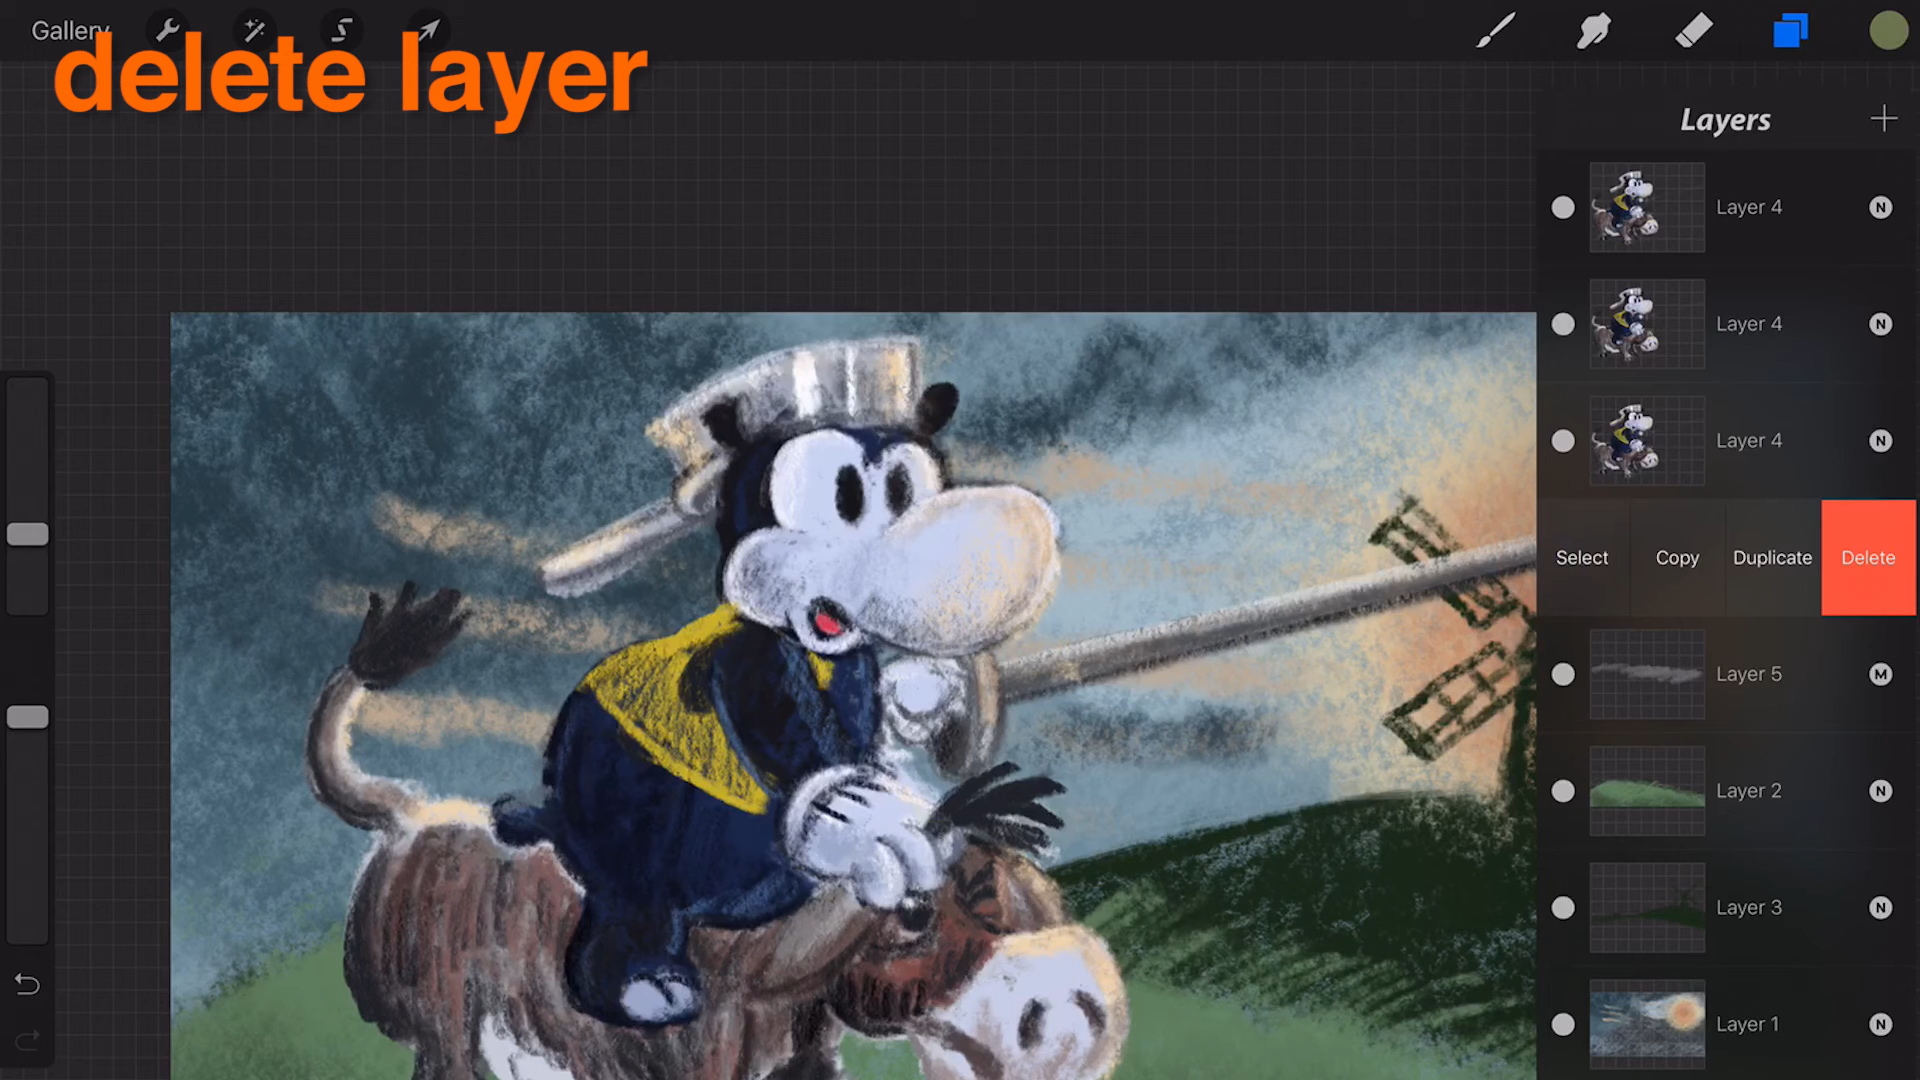 Gallery
delete layer
Layers
Layer 4 N
Layer 4 N
Layer 4 N
Select Copy Duplicate Delete
Layer 5 M
Layer 2 N
Layer 3 N
Layer 1 N